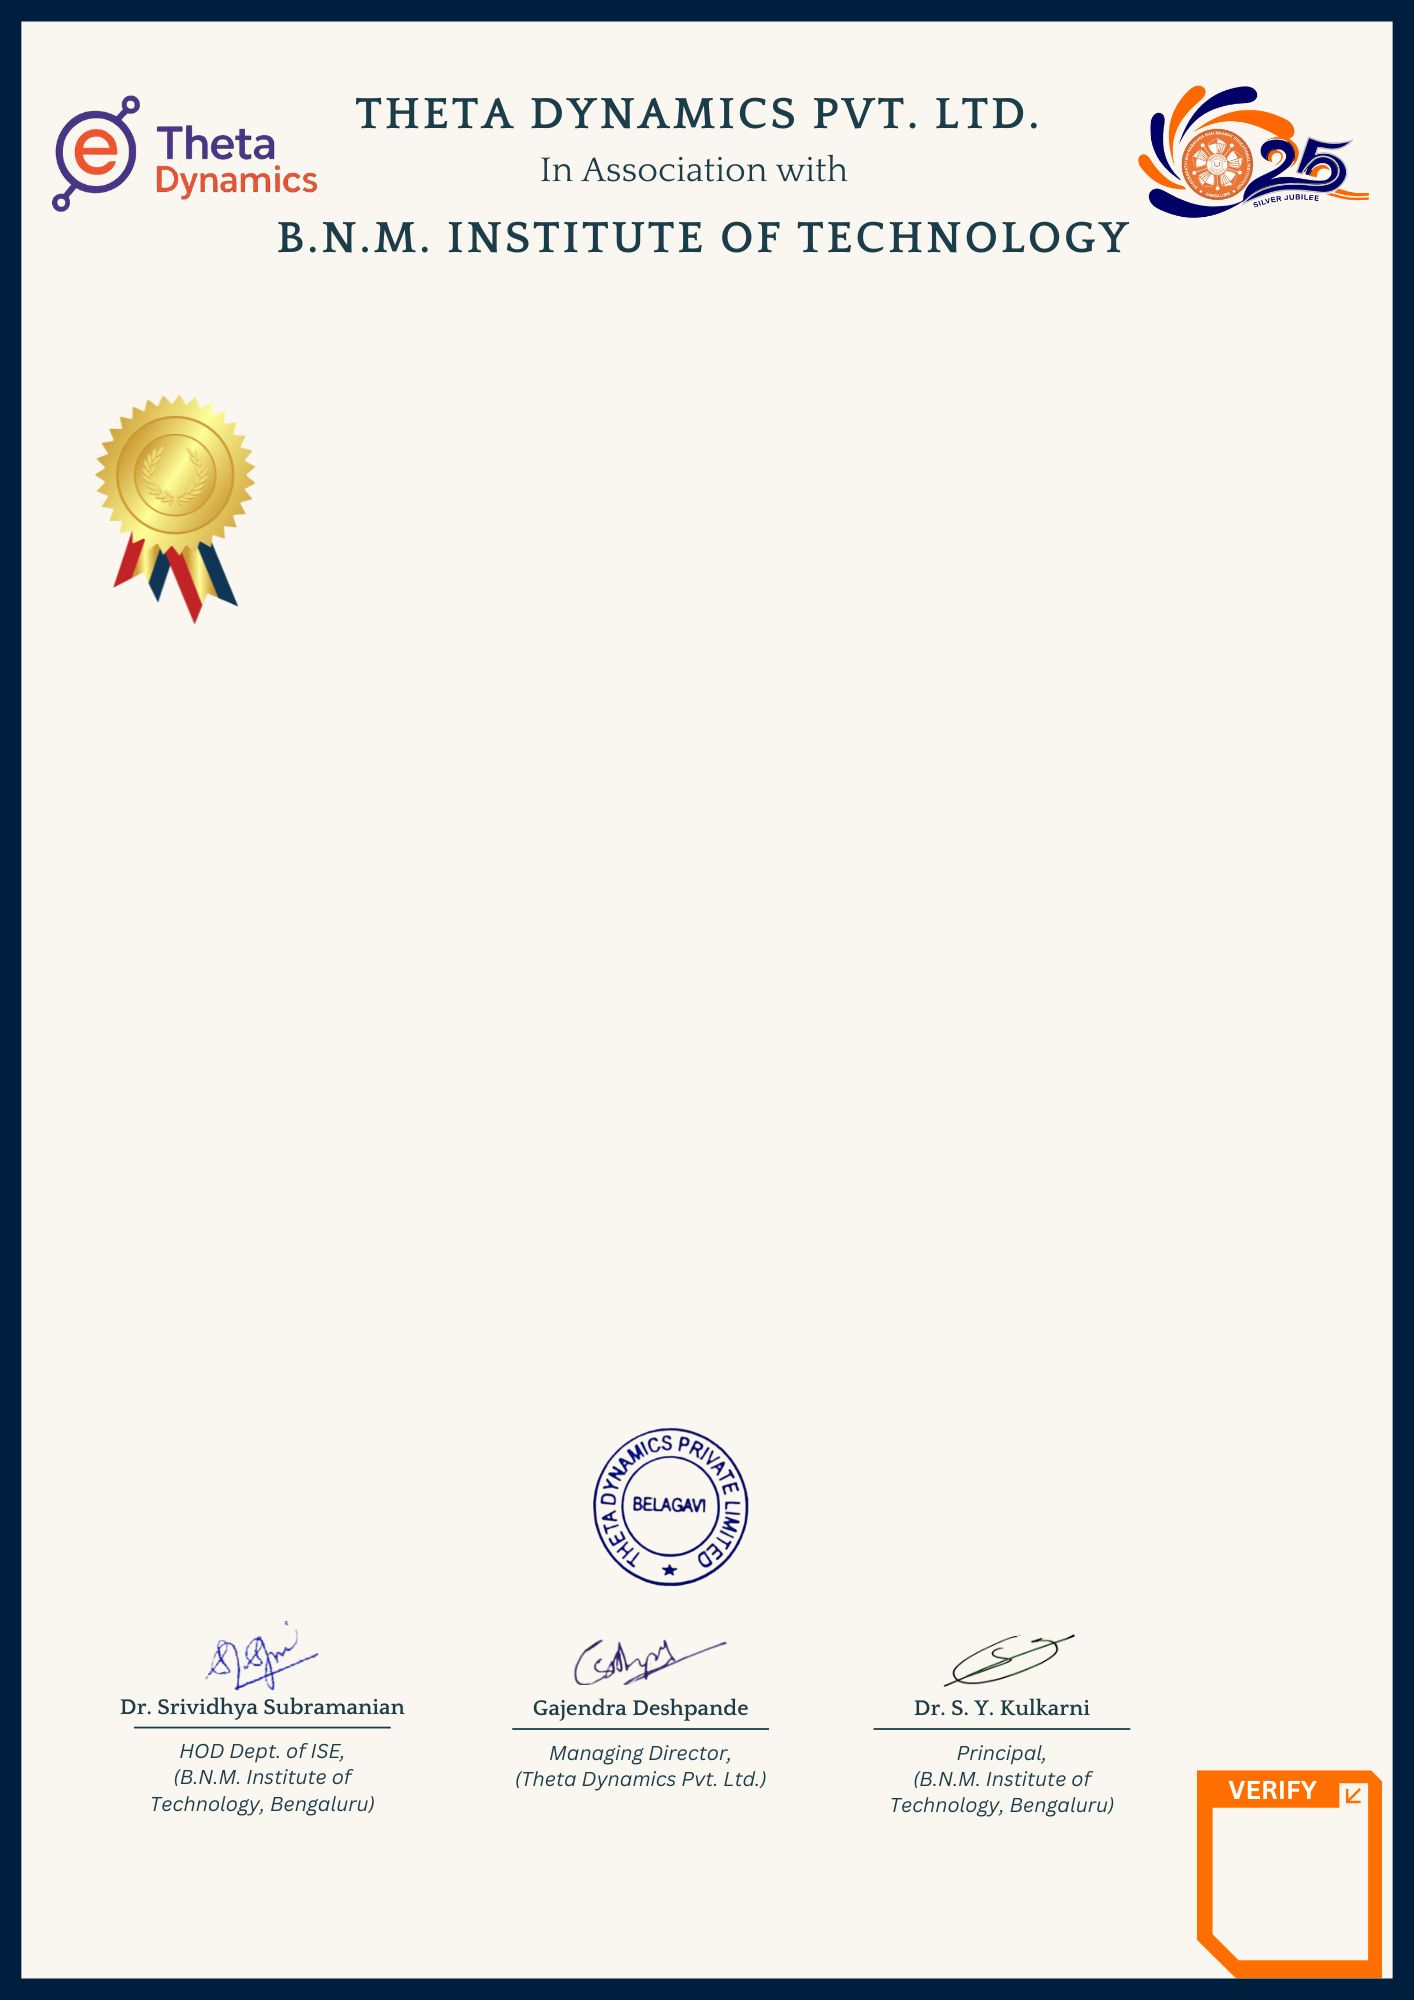 THETA DYNAMICS PVT. LTD.
In Association with
B.N.M. INSTITUTE OF TECHNOLOGY
e Theta
Dynamics
25
SILVER JUBILEE
THETA DYNAMICS PRIVATE LIMITED
BELAGAVI
Dr. Srividhya Subramanian
HOD Dept. of ISE,
(B.N.M. Institute of
Technology, Bengaluru)
Gajendra Deshpande
Managing Director,
(Theta Dynamics Pvt. Ltd.)
Dr. S. Y. Kulkarni
Principal,
(B.N.M. Institute of
Technology, Bengaluru)
VERIFY